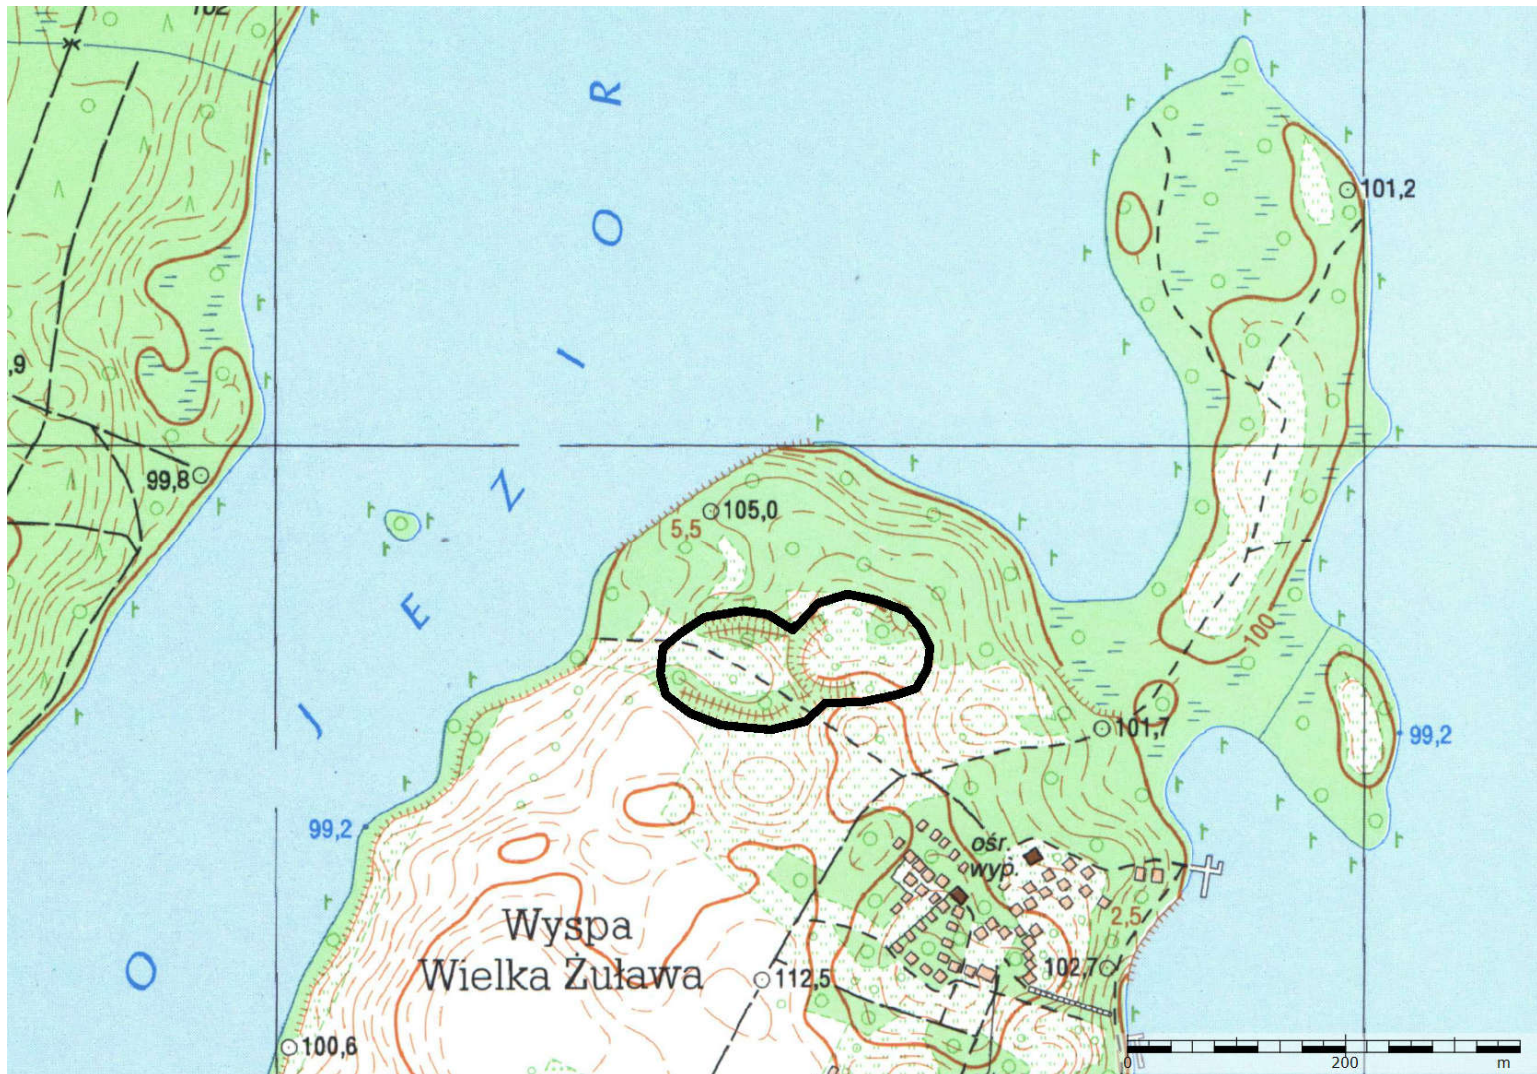 102
R
O
101,2
I
,9
Z
99,8
105,0
5,5
E
100
J
101,7
99,2
99,2
ośr.
wyp.
Wyspa
Wielka Żuława
2,5
O
112,5
102,7
100,6
0 200 m